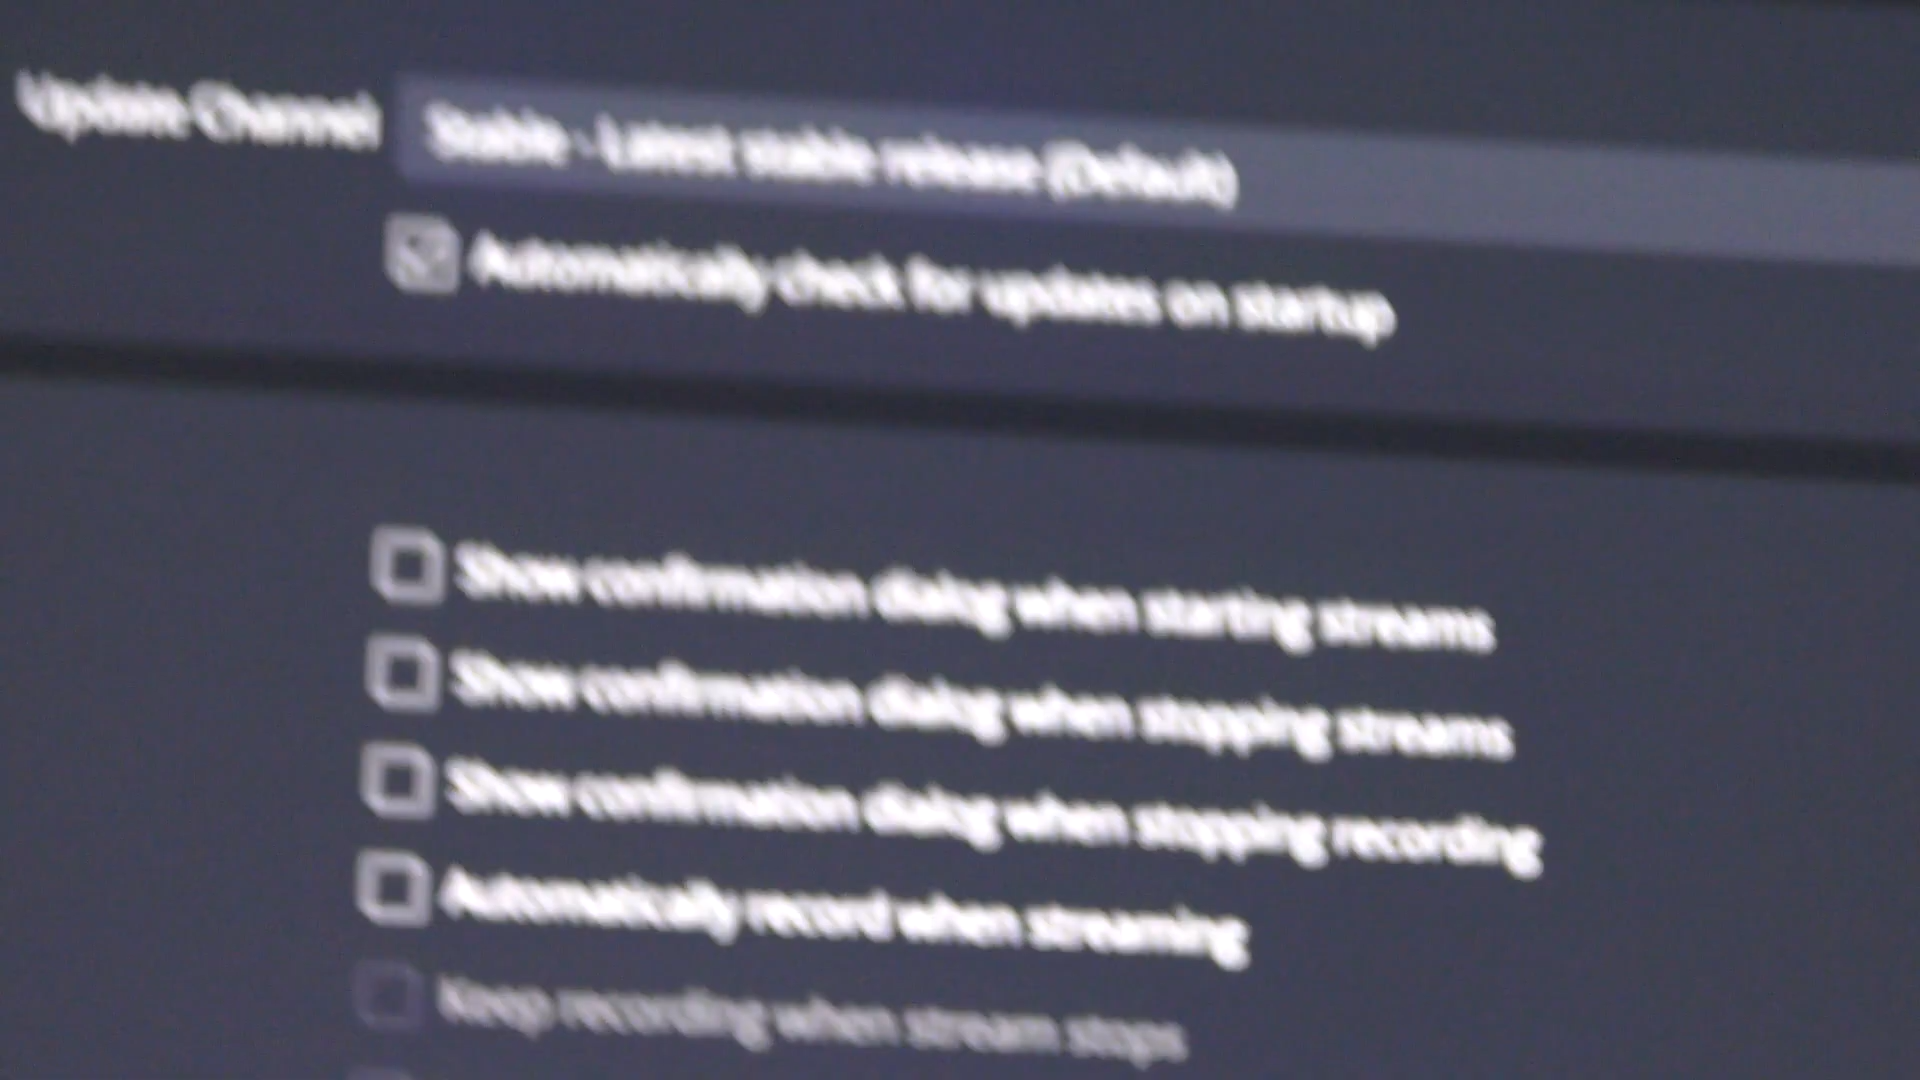 Update Channel
Stable - Latest stable release (Default)
Automatically check for updates on startup
Show confirmation dialog when starting streams
Show confirmation dialog when stopping streams
Show confirmation dialog when stopping recording
Automatically record when streaming
Keep recording when stream stops